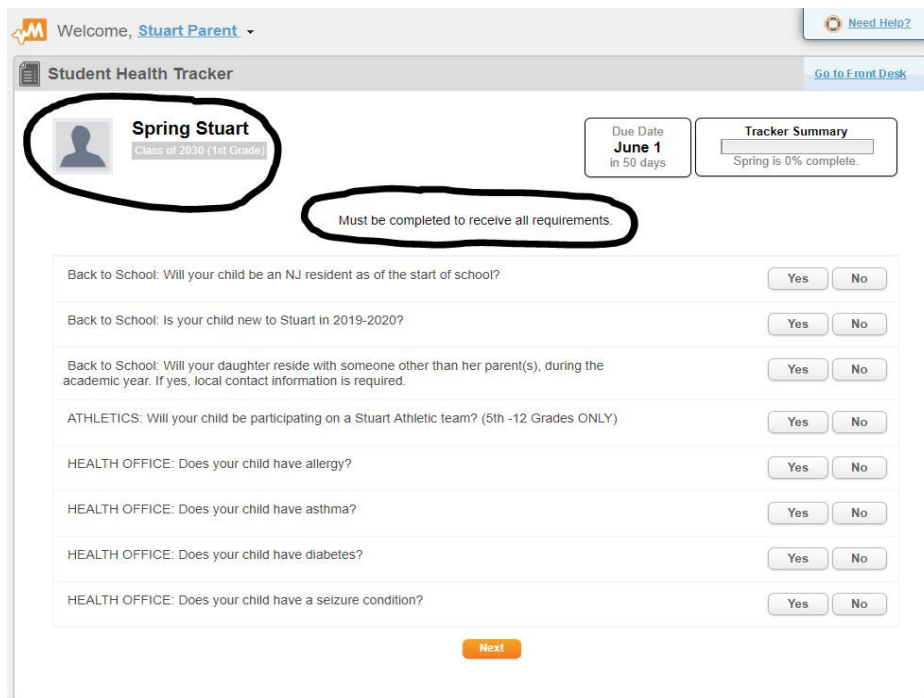 M Welcome, Stuart Parent
Need Help?
Student Health Tracker
Go to Front Desk
Spring Stuart
Class of 2030 (1st Grade)
Due Date
June 1
in 50 days
Tracker Summary
Spring is 0% complete.
Must be completed to receive all requirements.
Back to School: Will your child be an NJ resident as of the start of school? Yes No
Back to School: Is your child new to Stuart in 2019-2020? Yes No
Back to School: Will your daughter reside with someone other than her parent(s), during the
academic year. If yes, local contact information is required. Yes No
ATHLETICS: Will your child be participating on a Stuart Athletic team? (5th -12 Grades ONLY) Yes No
HEALTH OFFICE: Does your child have allergy? Yes No
HEALTH OFFICE: Does your child have asthma? Yes No
HEALTH OFFICE: Does your child have diabetes? Yes No
HEALTH OFFICE: Does your child have a seizure condition? Yes No
Next